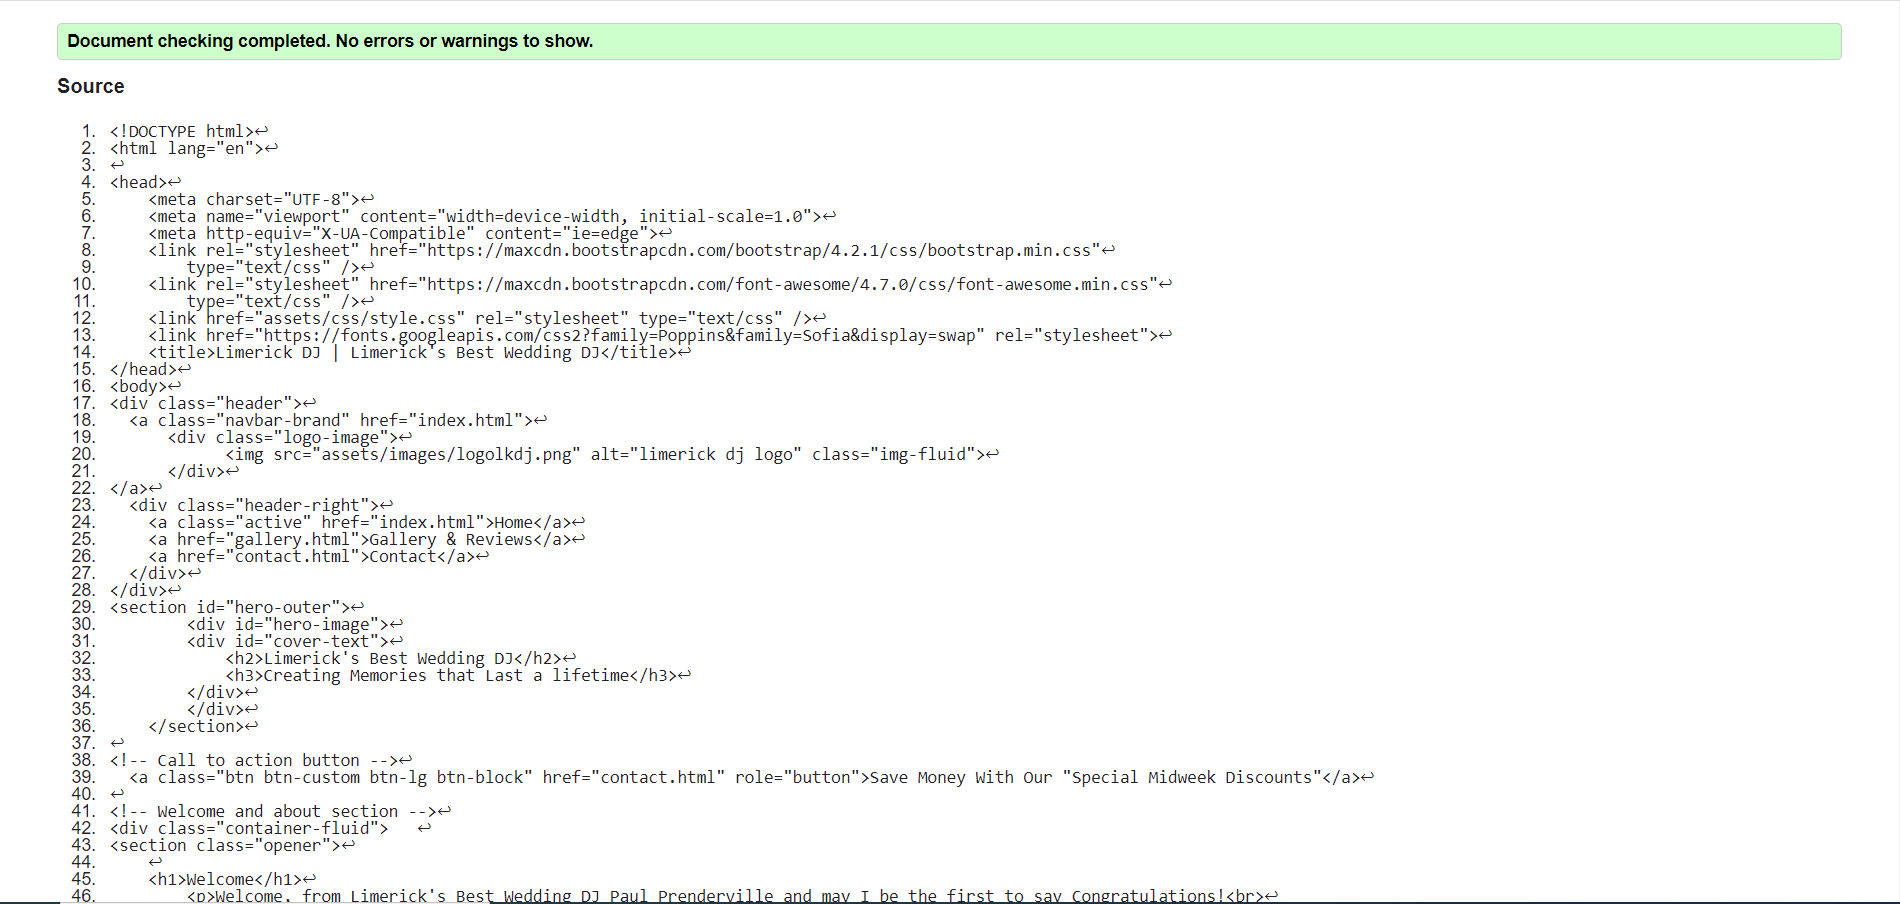 Document checking completed. No errors or warnings to show.
Source
1. <!DOCTYPE html>↩
2. <html lang="en">↩
3. ↩
4. <head>↩
5.     <meta charset="UTF-8">↩
6.     <meta name="viewport" content="width=device-width, initial-scale=1.0">↩
7.     <meta http-equiv="X-UA-Compatible" content="ie=edge">↩
8.     <link rel="stylesheet" href="https://maxcdn.bootstrapcdn.com/bootstrap/4.2.1/css/bootstrap.min.css"↩
9.         type="text/css" />↩
10.     <link rel="stylesheet" href="https://maxcdn.bootstrapcdn.com/font-awesome/4.7.0/css/font-awesome.min.css"↩
11.         type="text/css" />↩
12.     <link href="assets/css/style.css" rel="stylesheet" type="text/css" />↩
13.     <link href="https://fonts.googleapis.com/css2?family=Poppins&family=Sofia&display=swap" rel="stylesheet">↩
14.     <title>Limerick DJ | Limerick's Best Wedding DJ</title>↩
15. </head>↩
16. <body>↩
17. <div class="header">↩
18.   <a class="navbar-brand" href="index.html">↩
19.       <div class="logo-image">↩
20.             <img src="assets/images/logolkdj.png" alt="limerick dj logo" class="img-fluid">↩
21.       </div>↩
22. </a>↩
23.   <div class="header-right">↩
24.     <a class="active" href="index.html">Home</a>↩
25.     <a href="gallery.html">Gallery & Reviews</a>↩
26.     <a href="contact.html">Contact</a>↩
27.   </div>↩
28. </div>↩
29. <section id="hero-outer">↩
30.         <div id="hero-image">↩
31.         <div id="cover-text">↩
32.             <h2>Limerick's Best Wedding DJ</h2>↩
33.             <h3>Creating Memories that Last a lifetime</h3>↩
34.         </div>↩
35.         </div>↩
36.     </section>↩
37. ↩
38. <!-- Call to action button -->↩
39.   <a class="btn btn-custom btn-lg btn-block" href="contact.html" role="button">Save Money With Our "Special Midweek Discounts"</a>↩
40. ↩
41. <!-- Welcome and about section -->↩
42. <div class="container-fluid">   ↩
43. <section class="opener">↩
44.     ↩
45.     <h1>Welcome</h1>↩
46.         <p>Welcome, from Limerick's Best Wedding DJ Paul Prenderville and may I be the first to say Congratulations!<br>↩